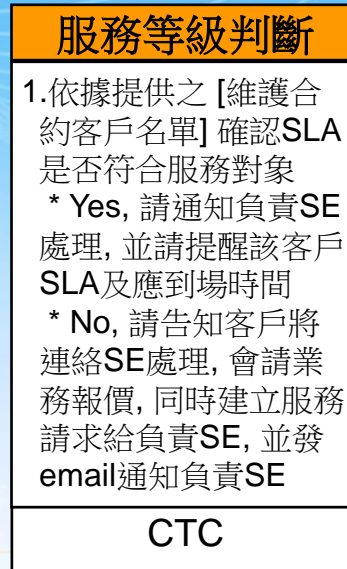 服務等級判斷
1.依據提供之 [維護合
約客戶名單] 確認SLA
是否符合服務對象
* Yes, 請通知負責SE
處理, 並請提醒該客戶
SLA及應到場時間
* No, 請告知客戶將
連絡SE處理, 會請業
務報價, 同時建立服務
請求給負責SE, 並發
email通知負責SE
CTC